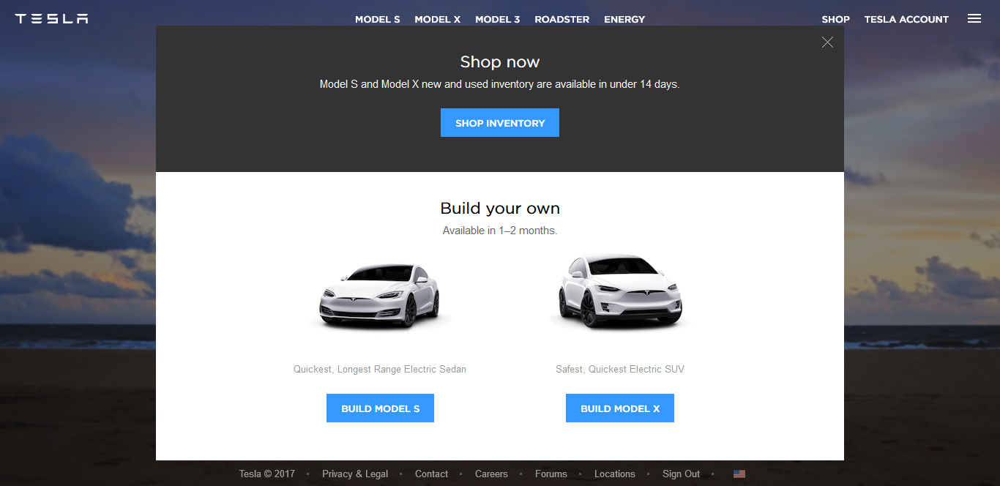 TESLA
MODEL S MODEL X MODEL 3 ROADSTER ENERGY
SHOP TESLA ACCOUNT
Shop now
Model S and Model X new and used inventory are available in under 14 days.
SHOP INVENTORY
Build your own
Available in 1–2 months.
Quickest, Longest Range Electric Sedan
Safest, Quickest Electric SUV
BUILD MODEL S
BUILD MODEL X
Tesla © 2017 • Privacy & Legal • Contact • Careers • Forums • Locations • Sign Out •